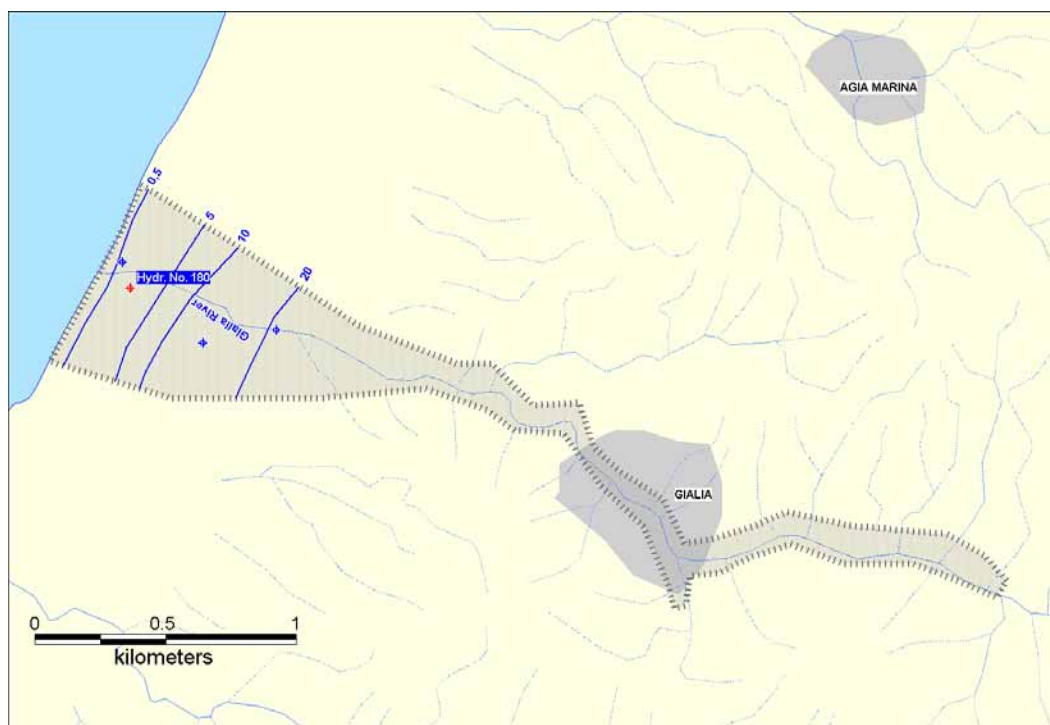 AGIA MARINA
0,5
5
10
20
Hydr. No. 180
Gialia River
GIALIA
0 0.5 1
kilometers